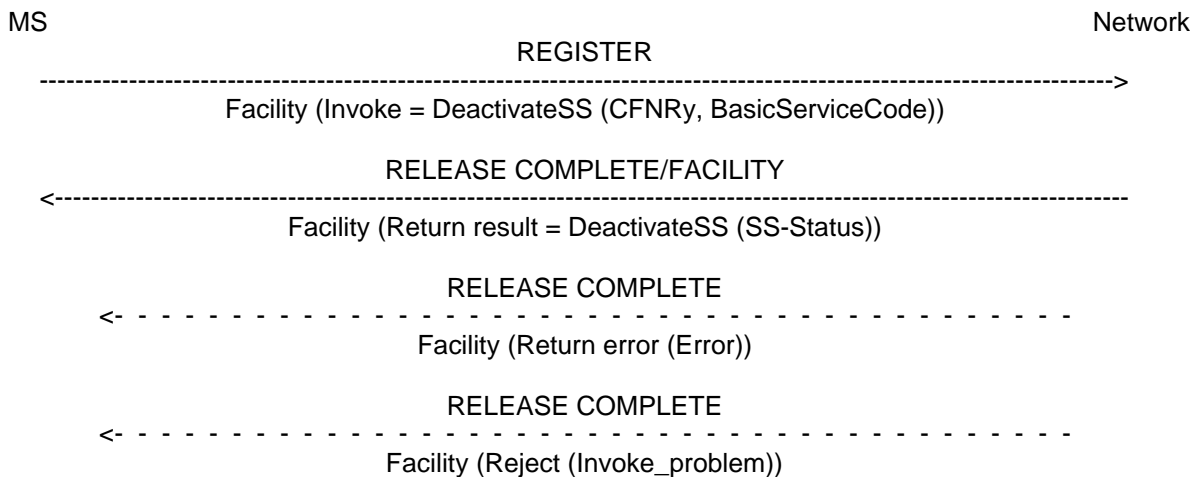 MS Network
REGISTER
------------------------------------------------------------------------------------------------------------------------>
Facility (Invoke = DeactivateSS (CFNRy, BasicServiceCode))
RELEASE COMPLETE/FACILITY
<------------------------------------------------------------------------------------------------------------------------
Facility (Return result = DeactivateSS (SS-Status))
RELEASE COMPLETE
<- - - - - - - - - - - - - - - - - - - - - - - - - - - - - - - - - - - - - - - - -
Facility (Return error (Error))
RELEASE COMPLETE
<- - - - - - - - - - - - - - - - - - - - - - - - - - - - - - - - - - - - - - - - -
Facility (Reject (Invoke_problem))